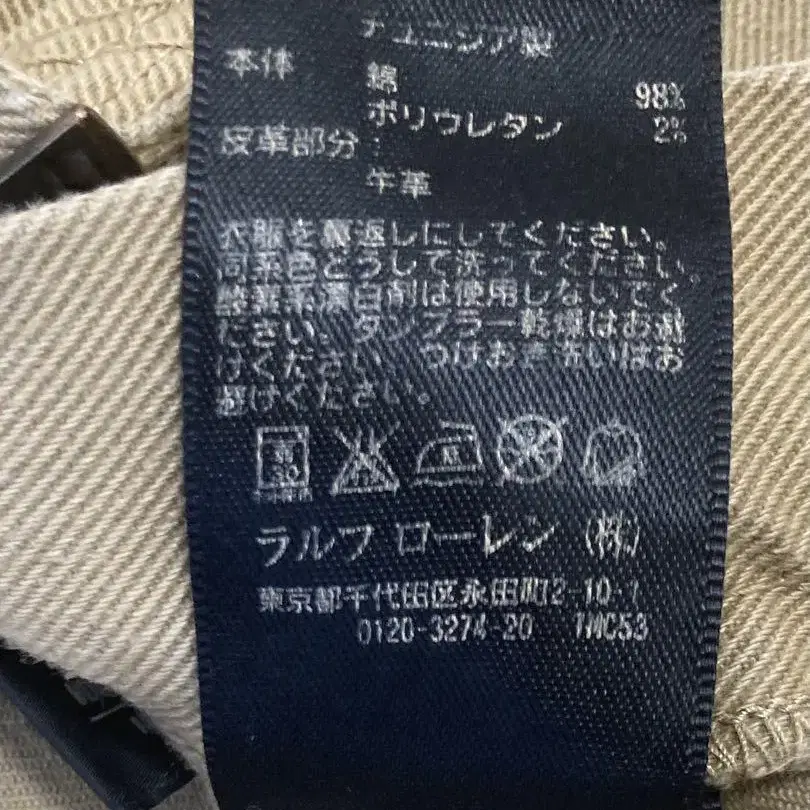 チュニジア製
本体
綿 98%
ポリウレタン 2%
皮革部分:
牛革
衣服を裏返しにしてください。
同系色どうして洗ってください。
酸素系漂白剤は使用しないでく
ださい。タンブラー乾燥はお避
けください。つけおき洗いはお
避けください。
ラルフ ローレン (株)
東京都千代田区永田町2-10-1
0120-3274-20 TMC53